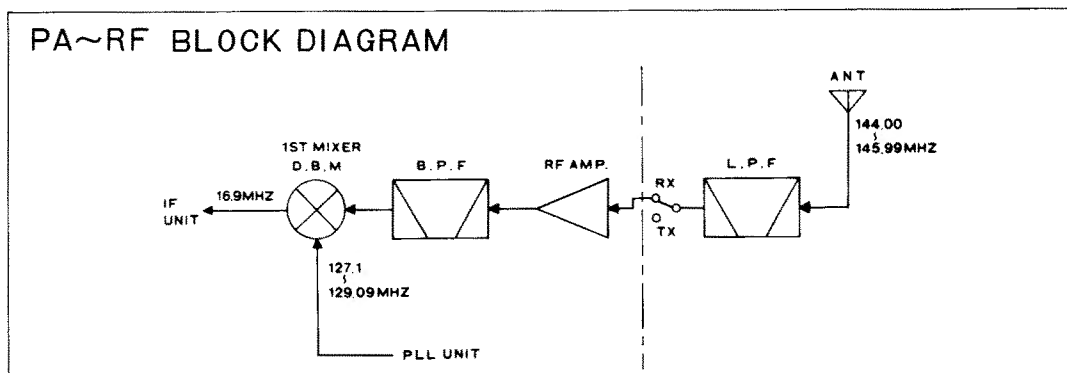 PA~RF BLOCK DIAGRAM
ANT
144.00
~
145.99MHZ
1ST MIXER
D.B.M
B.P.F
RF AMP.
RX
L.P.F
16.9MHZ
IF
UNIT
TX
127.1
~
129.09MHZ
PLL UNIT